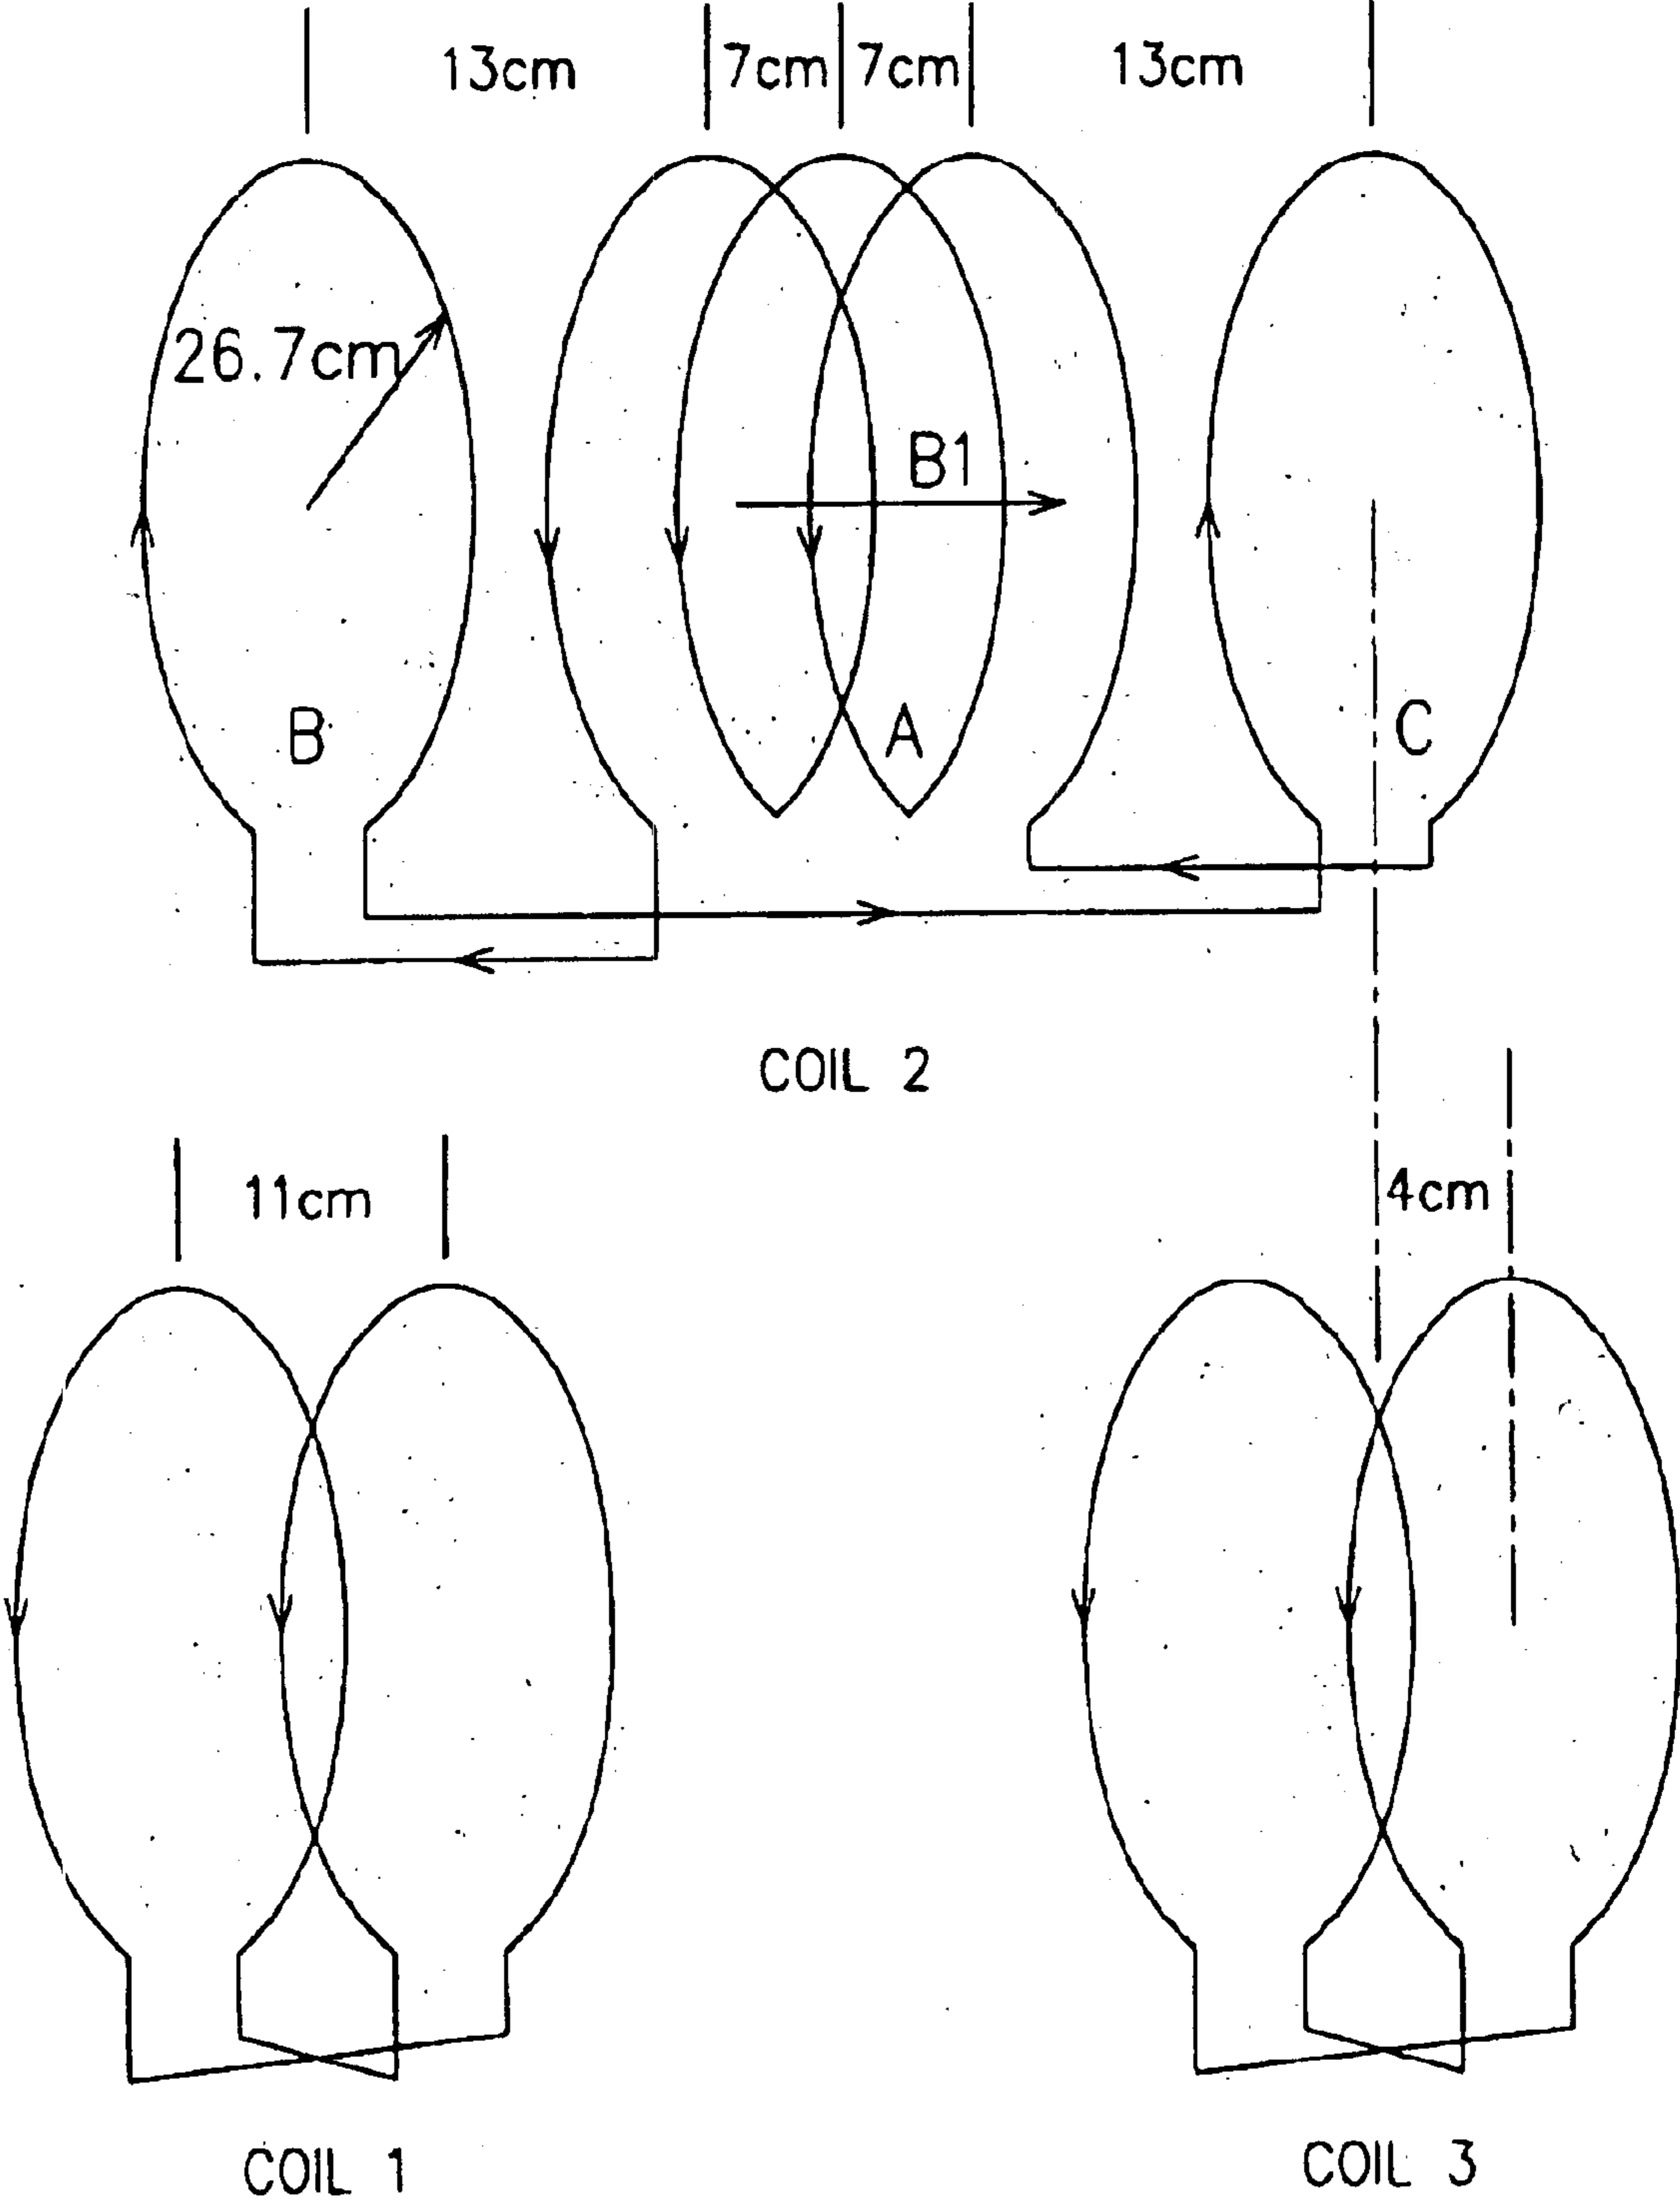 13cm 7cm 7cm 13cm
26.7cm
B1
B A C
COIL 2
11cm 4cm
COIL 1 COIL 3